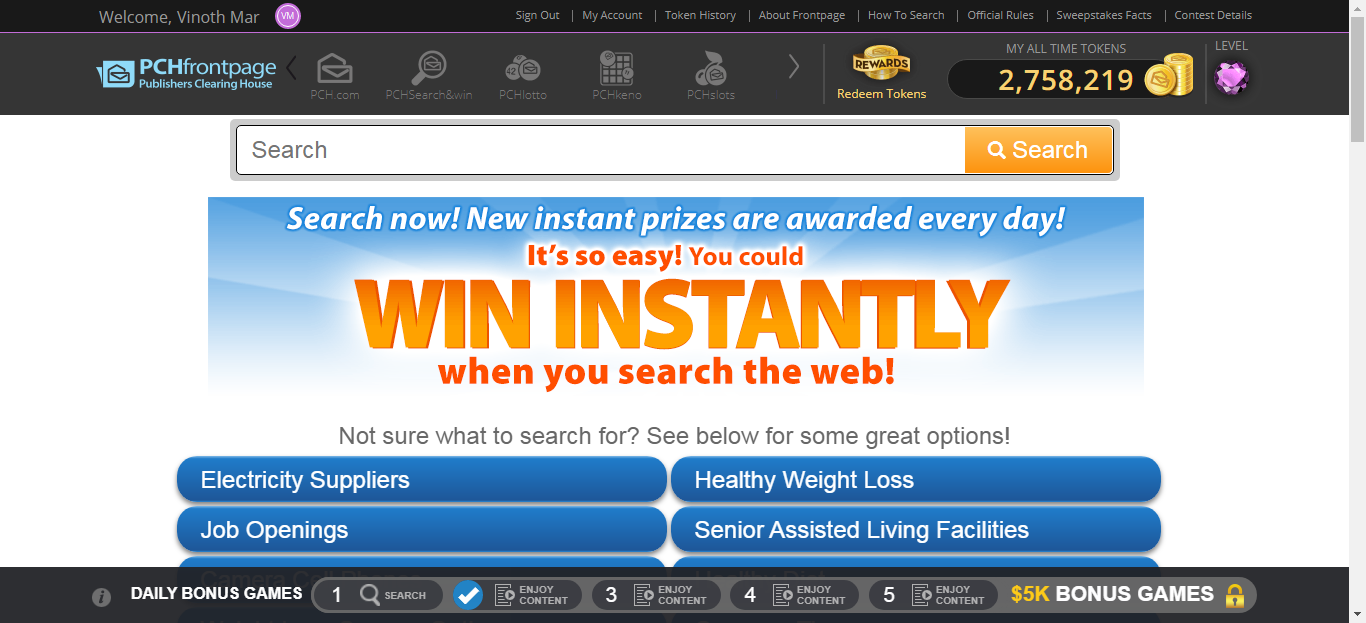 Welcome, Vinoth Mar
VM
Sign Out | My Account | Token History | About Frontpage | How To Search | Official Rules | Sweepstakes Facts | Contest Details
PCHfrontpage
Publishers Clearing House
PCH.com
PCHSearch&win
42
PCHlotto
PCHkeno
PCHslots
REWARDS
Redeem Tokens
MY ALL TIME TOKENS
2,758,219
LEVEL
Search
Search
Search now! New instant prizes are awarded every day!
It's so easy! You could
WIN INSTANTLY
when you search the web!
Not sure what to search for? See below for some great options!
Electricity Suppliers
Healthy Weight Loss
Job Openings
Senior Assisted Living Facilities
DAILY BONUS GAMES
1 SEARCH
ENJOY
CONTENT
3 ENJOY
CONTENT
4 ENJOY
CONTENT
5 ENJOY
CONTENT
$5K BONUS GAMES